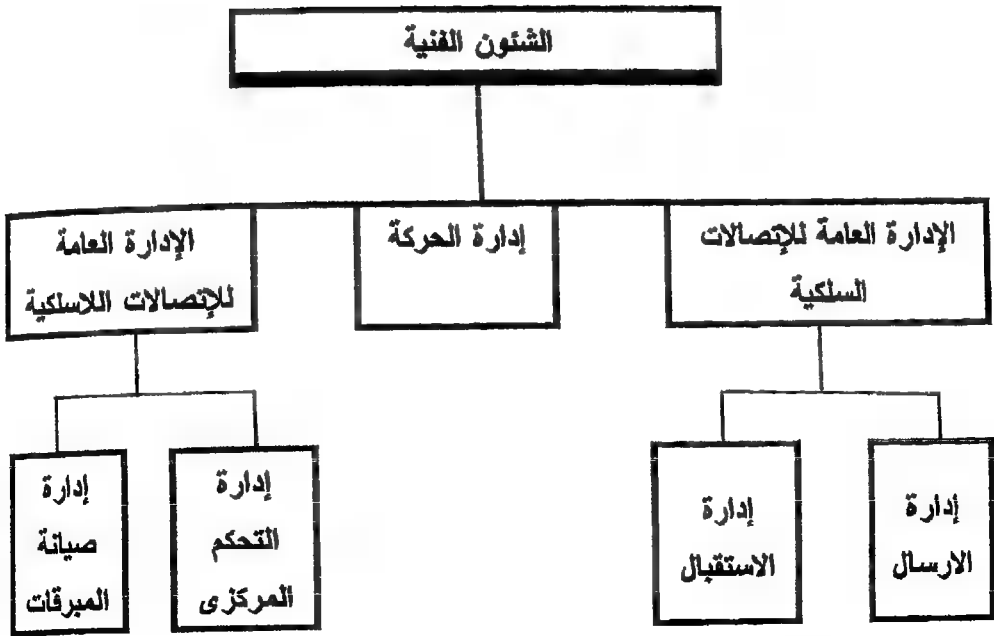 الشئون الفنية
الإدارة العامة للإتصالات
السلكية
إدارة الحركة
الإدارة العامة
للإتصالات اللاسلكية
إدارة
الارسال
إدارة
الاستقبال
إدارة
التحكم
المركزى
إدارة
صيانة
المبرقات